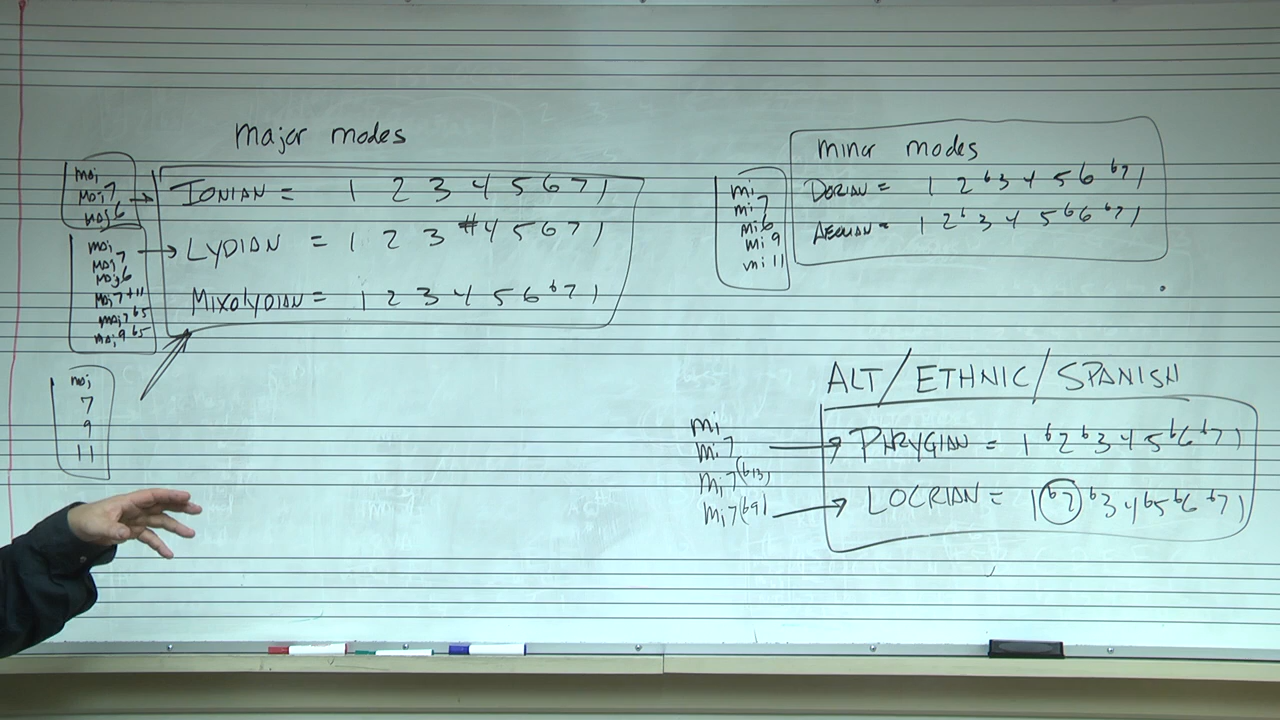 Major modes
maj
maj7
maj6
IONIAN = 1 2 3 4 5 6 7 1
maj
maj7
maj6
maj7+11
maj7b5
maj9b5
LYDIAN = 1 2 3 #4 5 6 7 1
MIXOLYDIAN = 1 2 3 4 5 6 b7 1
maj
7
9
11
minor modes
mi
mi7
mi6
mi9
mi11
DORIAN = 1 2 b3 4 5 6 b7 1
AEOLIAN = 1 2 b3 4 5 b6 b7 1
ALT/ETHNIC/SPANISH
mi
mi7
mi7(b13)
mi7(b9)
PHRYGIAN = 1 b2 b3 4 5 b6 b7 1
LOCRIAN = 1 b2 b3 4 b5 b6 b7 1